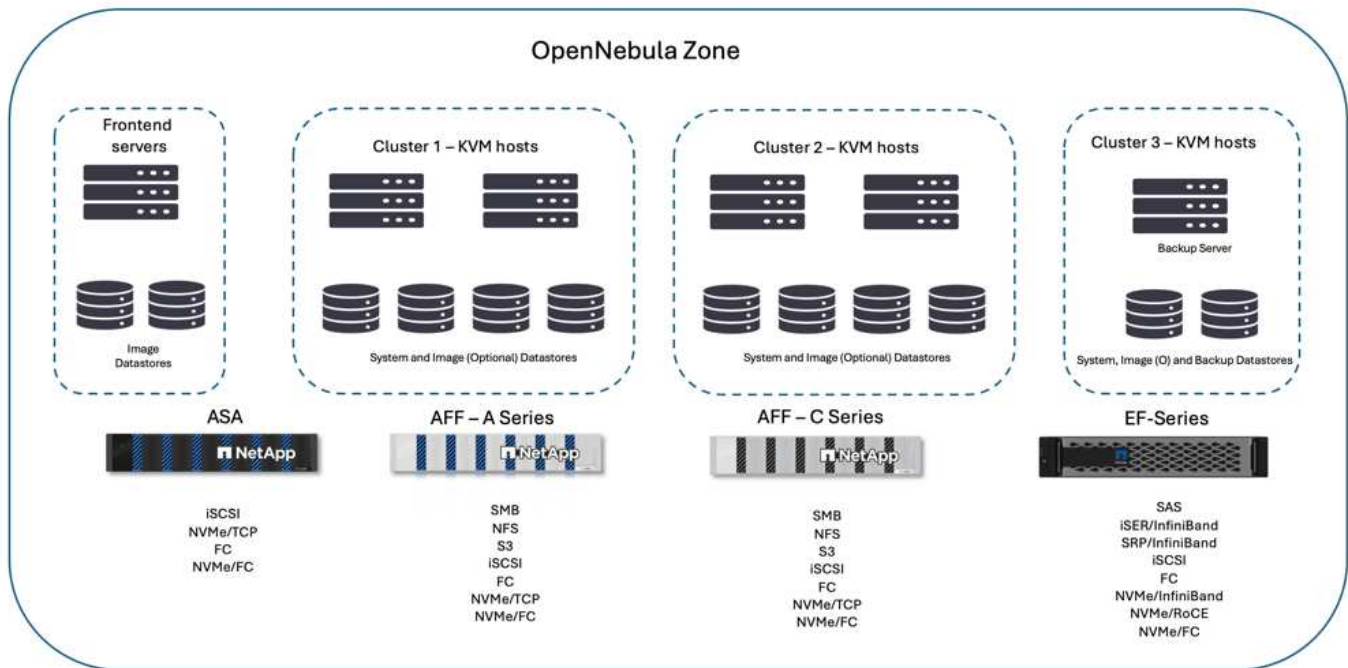 OpenNebula Zone
Frontend
servers
Image
Datastores
Cluster 1 – KVM hosts
System and Image (Optional) Datastores
Cluster 2 – KVM hosts
System and Image (Optional) Datastores
Cluster 3 – KVM hosts
Backup Server
System, Image (O) and Backup Datastores
ASA
NetApp
iSCSI
NVMe/TCP
FC
NVMe/FC
AFF – A Series
NetApp
SMB
NFS
S3
iSCSI
FC
NVMe/TCP
NVMe/FC
AFF – C Series
NetApp
SMB
NFS
S3
iSCSI
FC
NVMe/TCP
NVMe/FC
EF-Series
SAS
iSER/InfiniBand
SRP/InfiniBand
iSCSI
FC
NVMe/InfiniBand
NVMe/RoCE
NVMe/FC